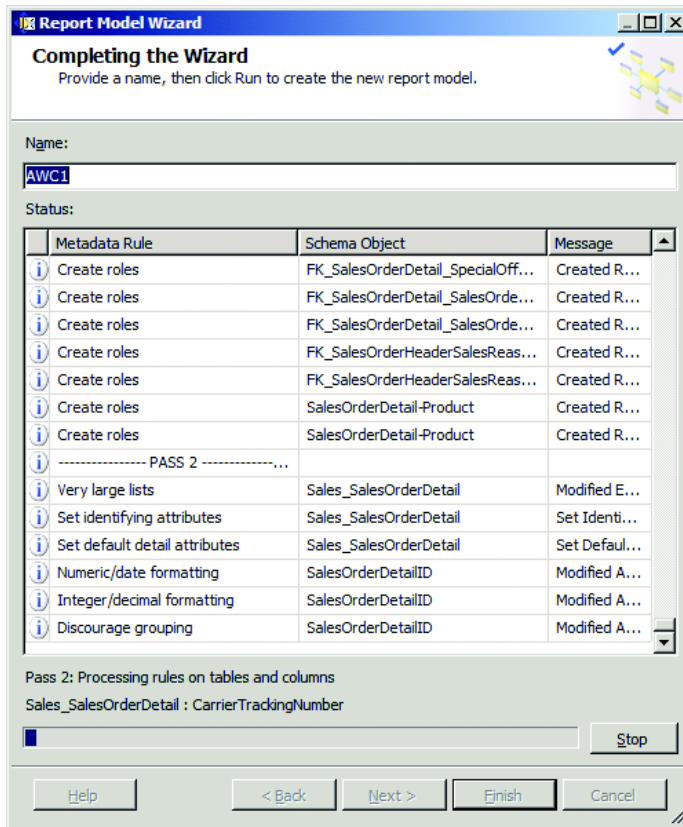 Report Model Wizard
Completing the Wizard
Provide a name, then click Run to create the new report model.
Name:
AWC1
Status:
Metadata Rule Schema Object Message
Create roles FK_SalesOrderDetail_SpecialOff... Created R...
Create roles FK_SalesOrderDetail_SalesOrde... Created R...
Create roles FK_SalesOrderDetail_SalesOrde... Created R...
Create roles FK_SalesOrderHeaderSalesReas... Created R...
Create roles FK_SalesOrderHeaderSalesReas... Created R...
Create roles SalesOrderDetail-Product Created R...
Create roles SalesOrderDetail-Product Created R...
---------------- PASS 2 -------------...
Very large lists Sales_SalesOrderDetail Modified E...
Set identifying attributes Sales_SalesOrderDetail Set Identi...
Set default detail attributes Sales_SalesOrderDetail Set Defaul...
Numeric/date formatting SalesOrderDetailID Modified A...
Integer/decimal formatting SalesOrderDetailID Modified A...
Discourage grouping SalesOrderDetailID Modified A...
Pass 2: Processing rules on tables and columns
Sales_SalesOrderDetail : CarrierTrackingNumber
Stop
Help < Back Next > Finish Cancel